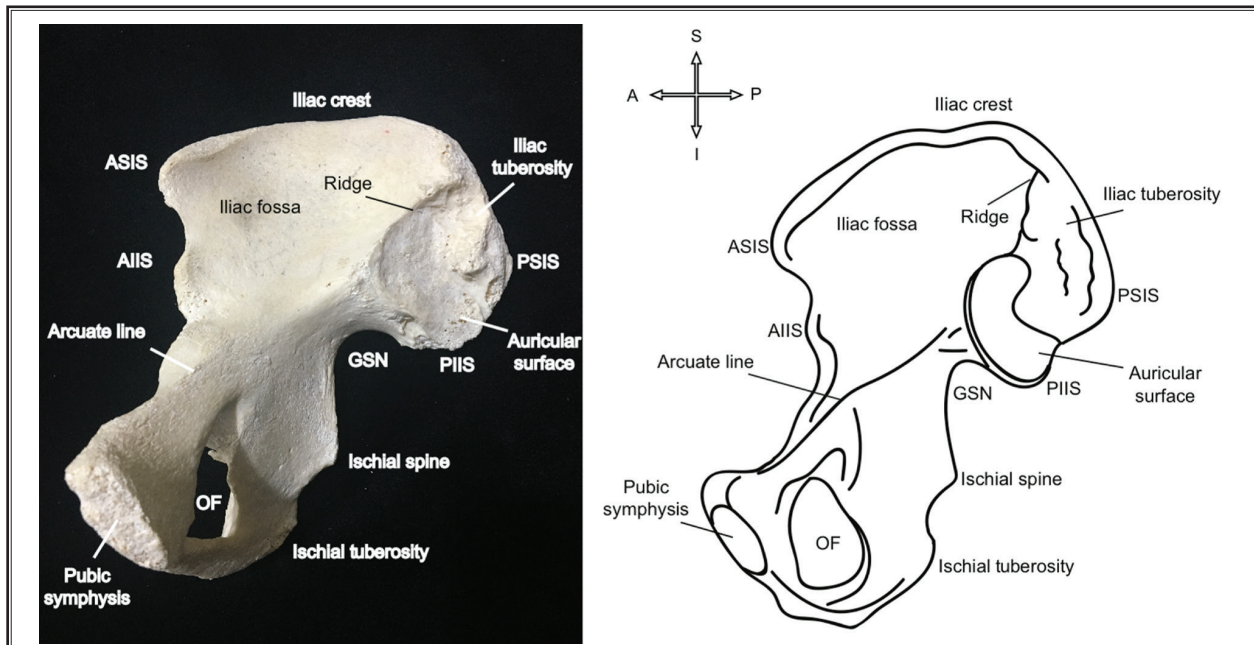 Iliac crest
ASIS
Iliac
tuberosity
Ridge
Iliac fossa
AIIS
PSIS
Arcuate line
GSN
PIIS
Auricular
surface
Ischial spine
OF
Ischial tuberosity
Pubic
symphysis
S
A
P
I
Iliac crest
Iliac tuberosity
Ridge
Iliac fossa
ASIS
PSIS
AIIS
Arcuate line
GSN
PIIS
Auricular
surface
Ischial spine
Pubic
symphysis
OF
Ischial tuberosity